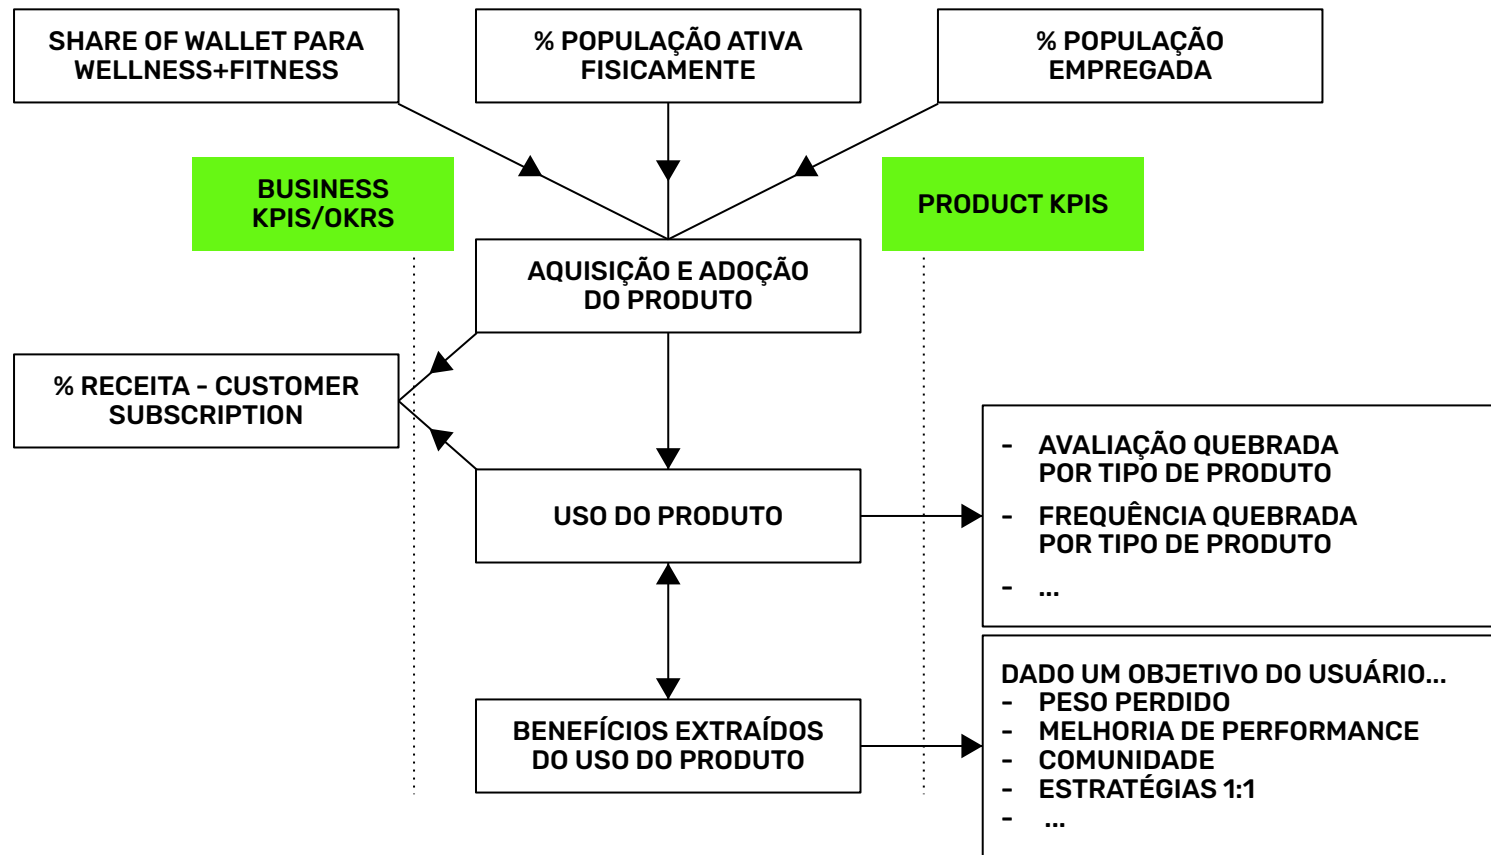 SHARE OF WALLET PARA
WELLNESS+FITNESS
% POPULAÇÃO ATIVA
FISICAMENTE
% POPULAÇÃO
EMPREGADA
BUSINESS
KPIS/OKRS
PRODUCT KPIS
AQUISIÇÃO E ADOÇÃO
DO PRODUTO
% RECEITA - CUSTOMER
SUBSCRIPTION
USO DO PRODUTO
- AVALIAÇÃO QUEBRADA
POR TIPO DE PRODUTO
- FREQUÊNCIA QUEBRADA
POR TIPO DE PRODUTO
- ...
BENEFÍCIOS EXTRAÍDOS
DO USO DO PRODUTO
DADO UM OBJETIVO DO USUÁRIO...
- PESO PERDIDO
- MELHORIA DE PERFORMANCE
- COMUNIDADE
- ESTRATÉGIAS 1:1
- ...